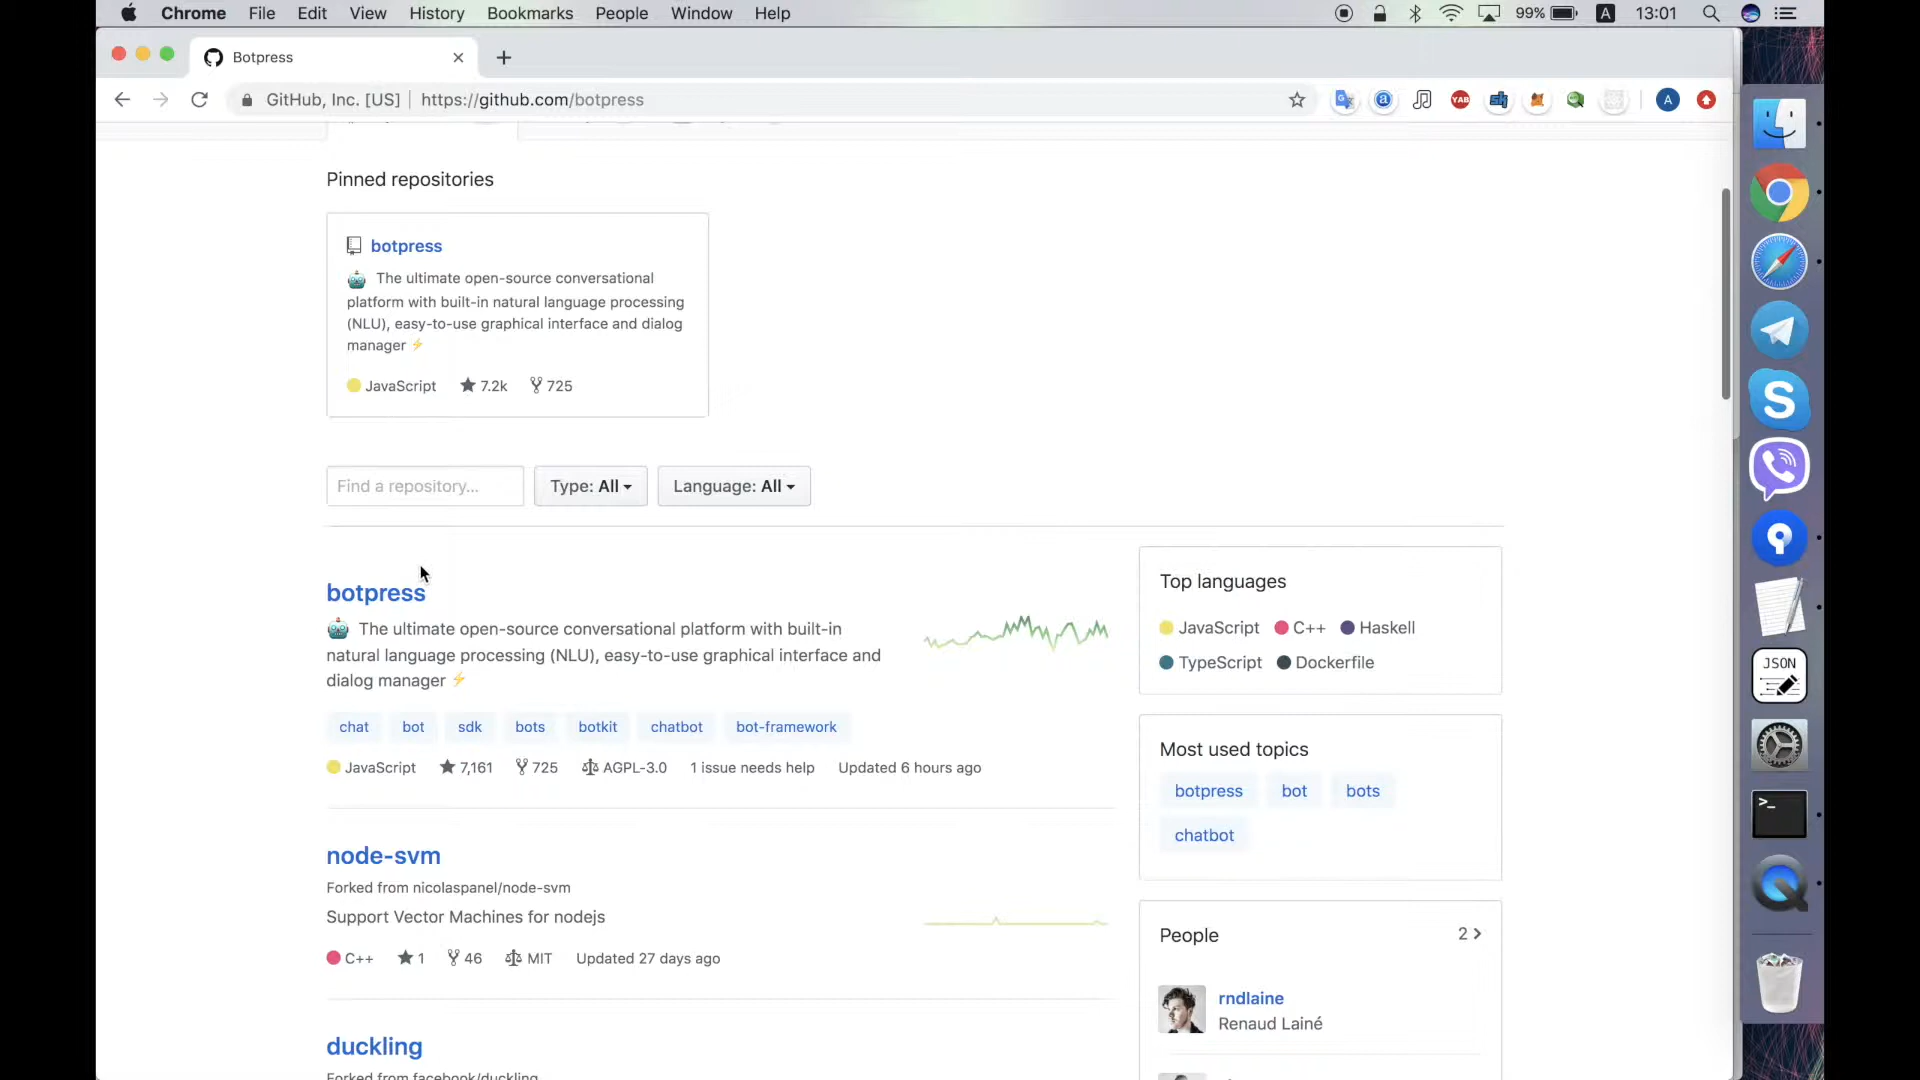 Chrome File Edit View History Bookmarks People Window Help 99% A 13:01
Botpress
GitHub, Inc. [US] https://github.com/botpress a YAB A
Pinned repositories
botpress
The ultimate open-source conversational
platform with built-in natural language processing
(NLU), easy-to-use graphical interface and dialog
manager
JavaScript 7.2k 725
Find a repository... Type: All Language: All
botpress
The ultimate open-source conversational platform with built-in
natural language processing (NLU), easy-to-use graphical interface and
dialog manager
chat bot sdk bots botkit chatbot bot-framework
JavaScript 7,161 725 AGPL-3.0 1 issue needs help Updated 6 hours ago
node-svm
Forked from nicolaspanel/node-svm
Support Vector Machines for nodejs
C++ 1 46 MIT Updated 27 days ago
duckling
Forked from facebook/duckling
Top languages
JavaScript C++ Haskell
TypeScript Dockerfile
Most used topics
botpress bot bots
chatbot
People 2
rndlaine
Renaud Lainé
S
JSON
>_